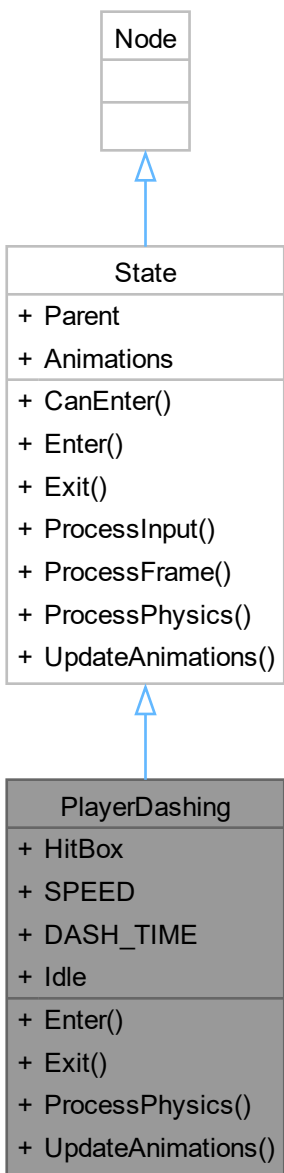 Node
State
+ Parent
+ Animations
+ CanEnter()
+ Enter()
+ Exit()
+ ProcessInput()
+ ProcessFrame()
+ ProcessPhysics()
+ UpdateAnimations()
PlayerDashing
+ HitBox
+ SPEED
+ DASH_TIME
+ Idle
+ Enter()
+ Exit()
+ ProcessPhysics()
+ UpdateAnimations()